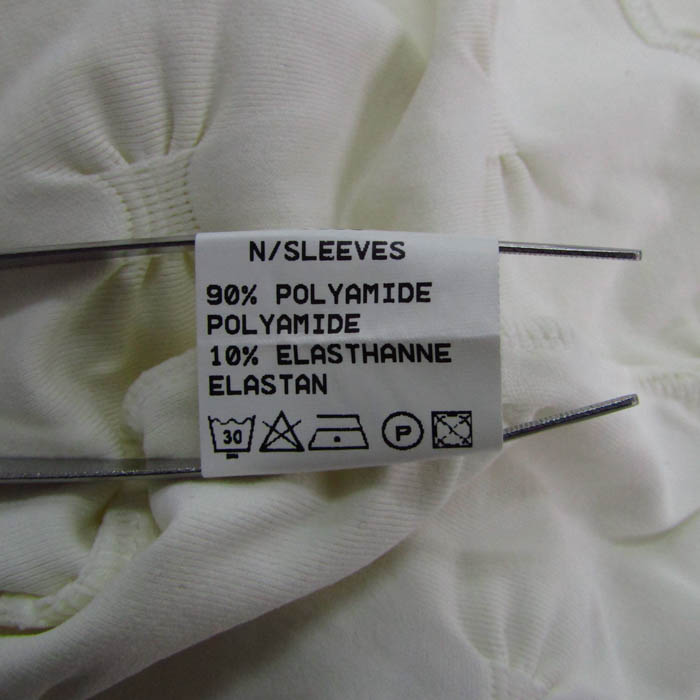 N/SLEEVES
90% POLYAMIDE
POLYAMIDE
10% ELASTHANNE
ELASTAN
30 P